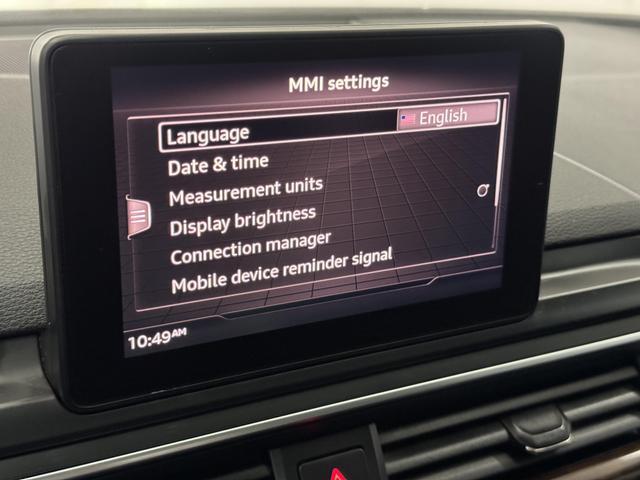 MMI settings
Language English
Date & time
Measurement units
Display brightness
Connection manager
Mobile device reminder signal
10:49AM